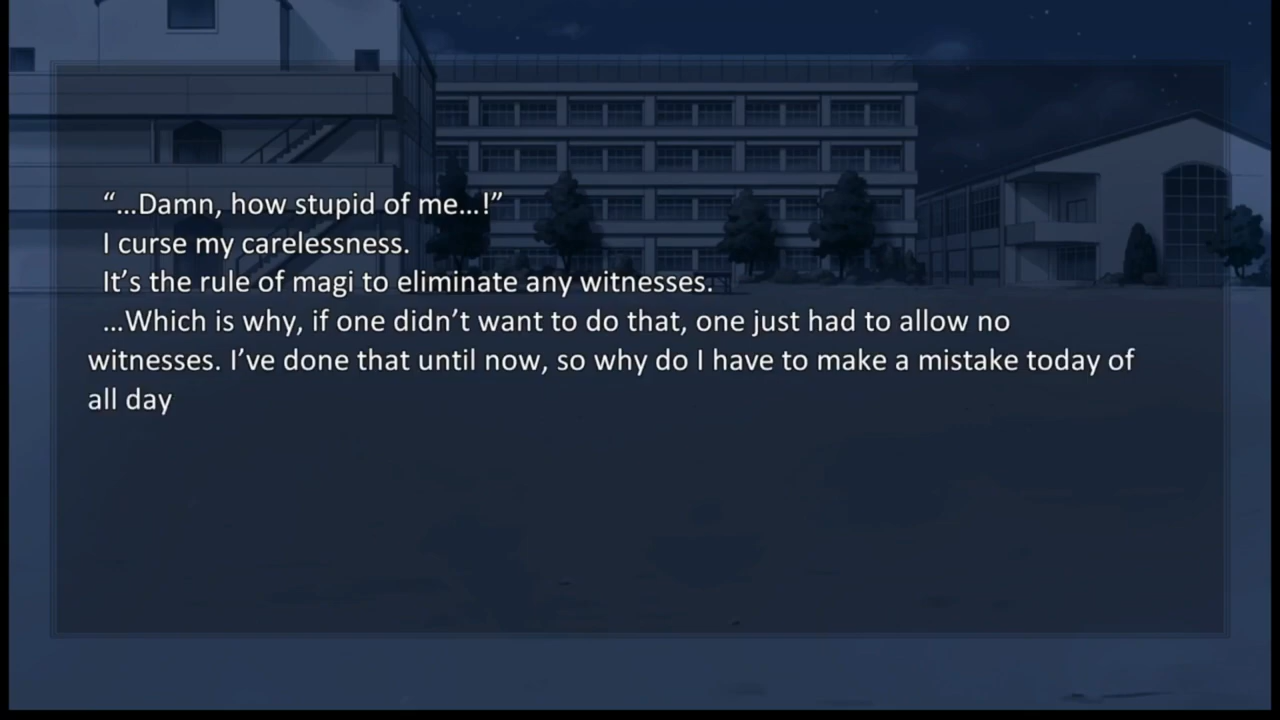 “…Damn, how stupid of me…!”
I curse my carelessness.
It’s the rule of magi to eliminate any witnesses.
…Which is why, if one didn’t want to do that, one just had to allow no
witnesses. I’ve done that until now, so why do I have to make a mistake today of
all day